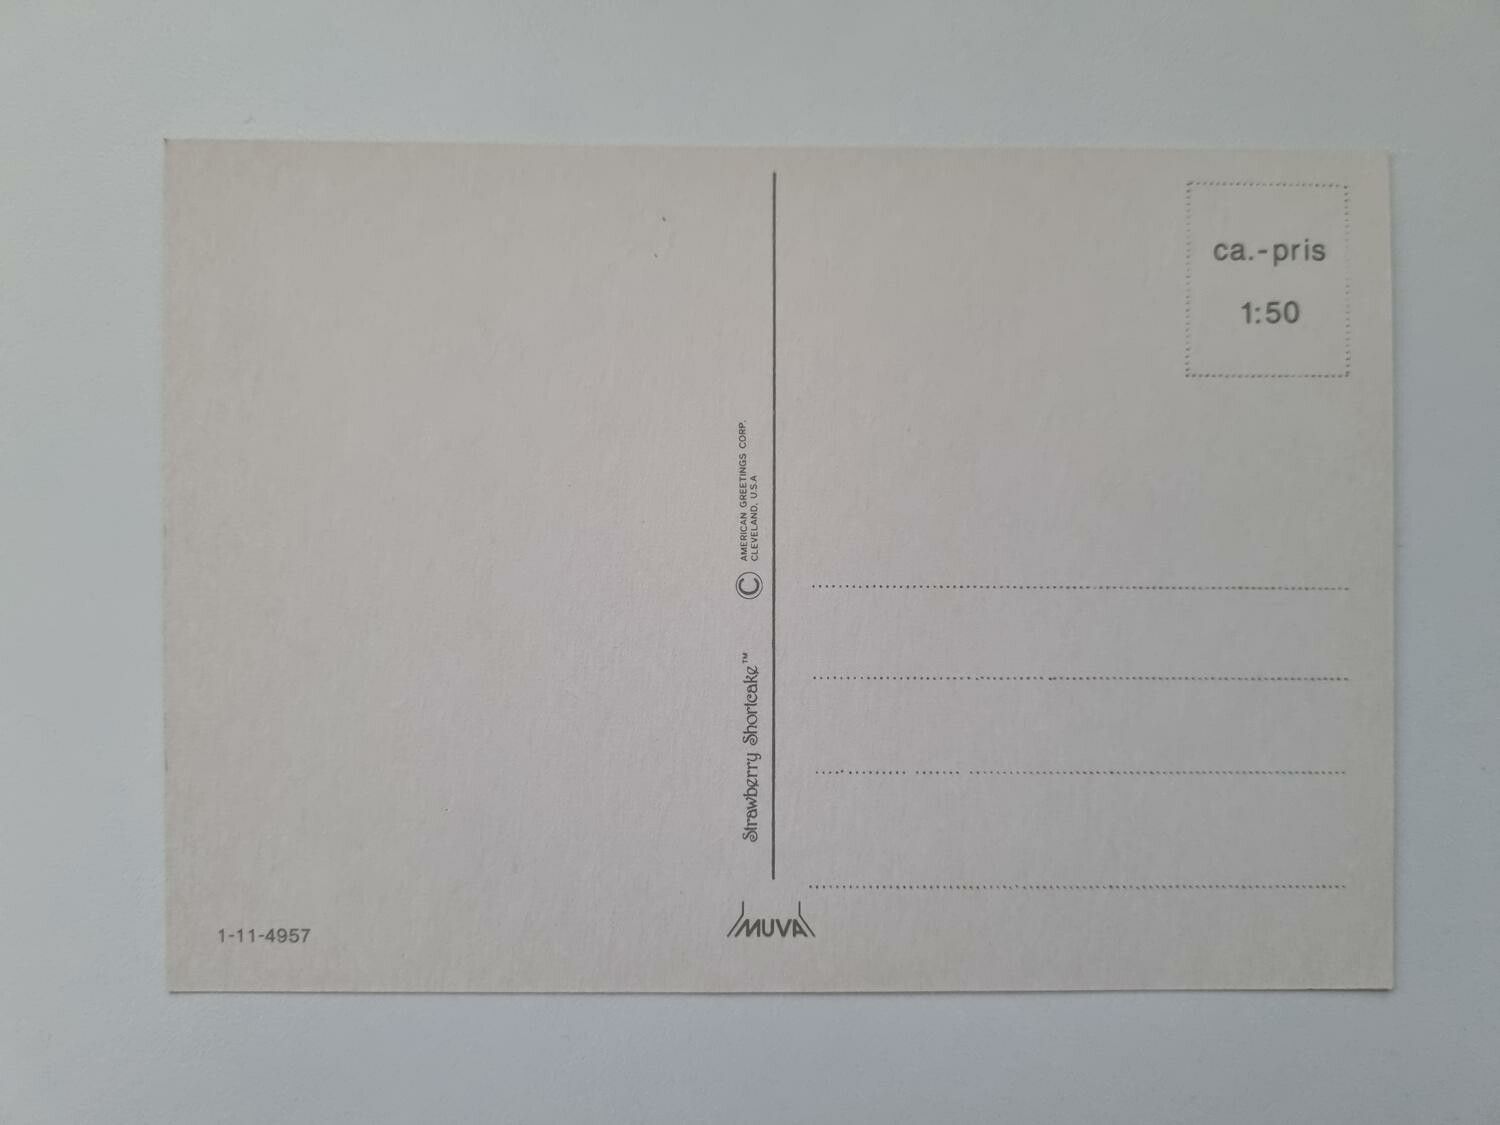 ca.-pris
1:50
Strawberry Shortcake™
© AMERICAN GREETINGS CORP.
CLEVELAND, U.S.A
MUVA
1-11-4957